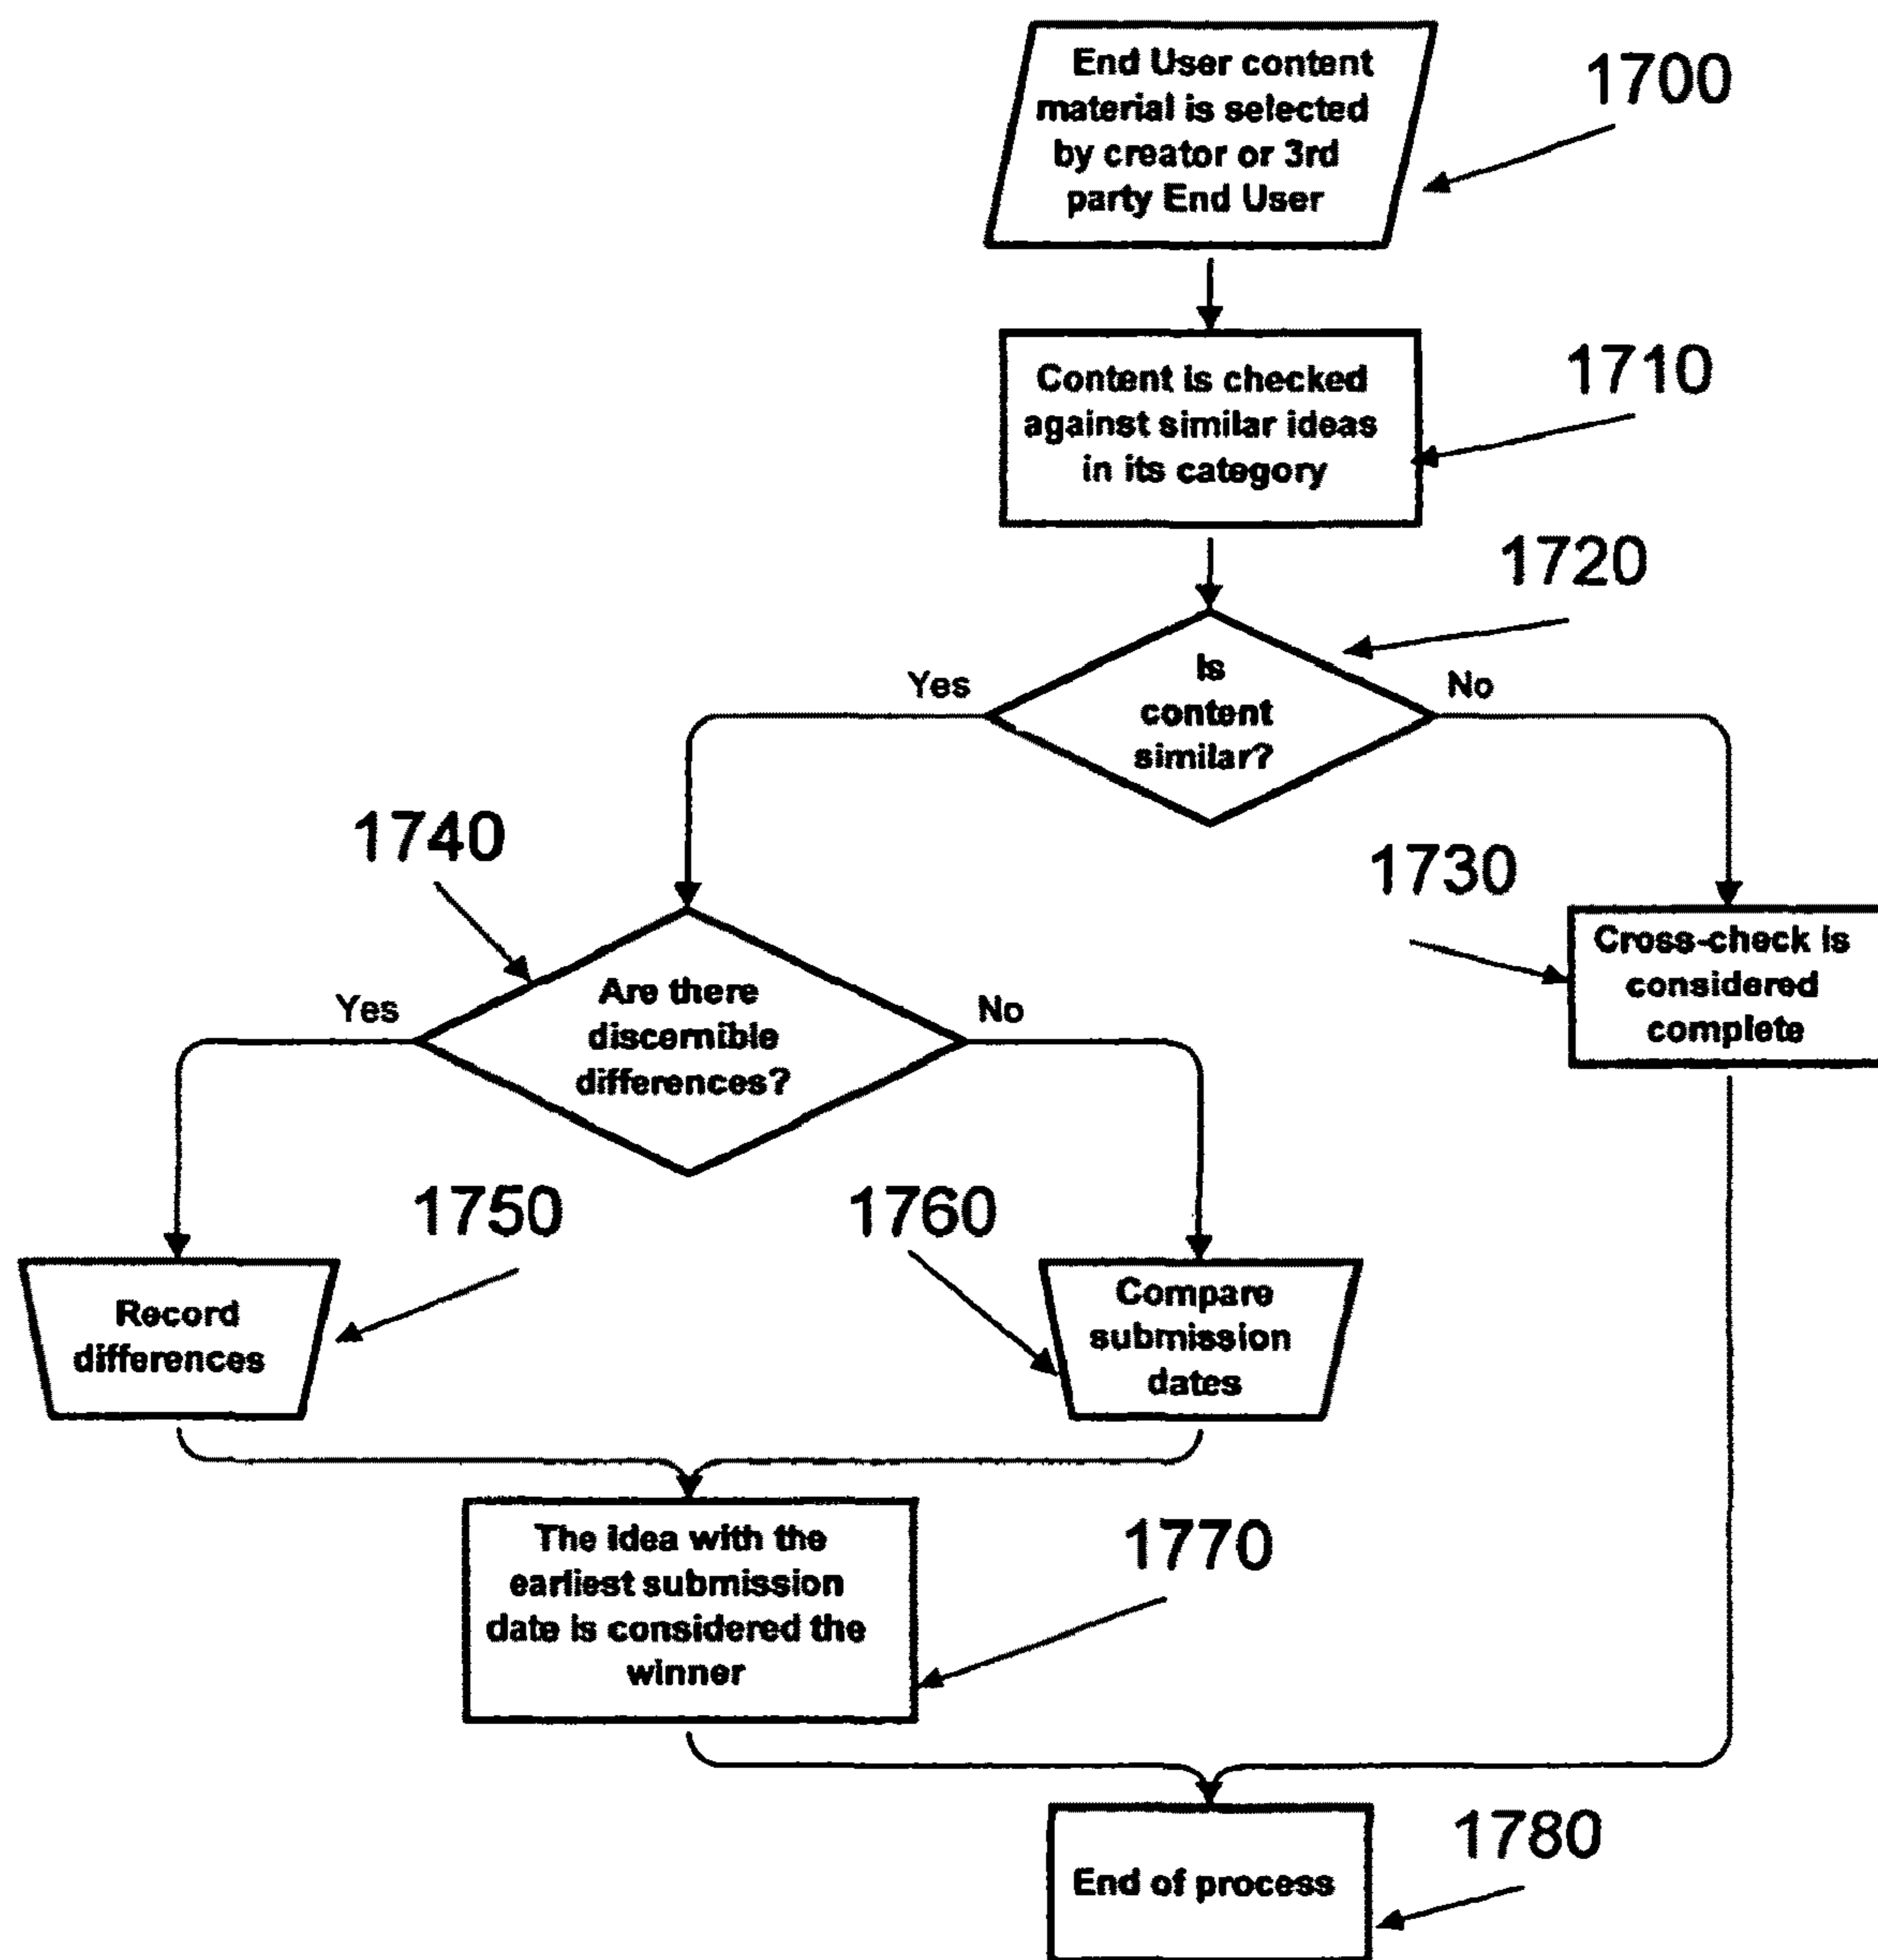 End User content
material is selected
by creator or 3rd
party End User
1700
Content is checked
against similar ideas
in its category
1710
1720
Is
content
similar?
Yes
No
1740
1730
Are there
discernible
differences?
Yes
No
Cross-check is
considered
complete
1750
1760
Record
differences
Compare
submission
dates
The idea with the
earliest submission
date is considered the
winner
1770
End of process
1780